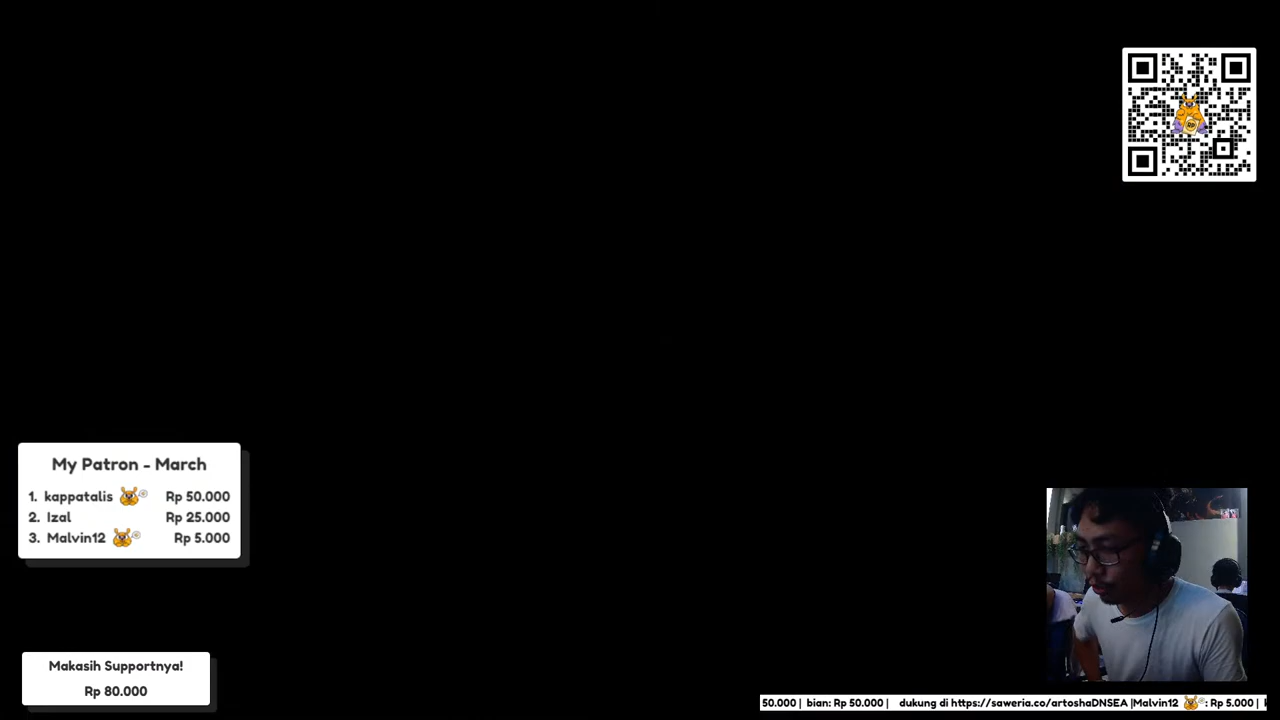 My Patron - March
1. kappatalis Rp 50.000
2. Izal Rp 25.000
3. Malvin12 Rp 5.000
Makasih Supportnya!
Rp 80.000
50.000 | bian: Rp 50.000 | dukung di https://saweria.co/artoshaDNSEA |Malvin12 : Rp 5.000 |